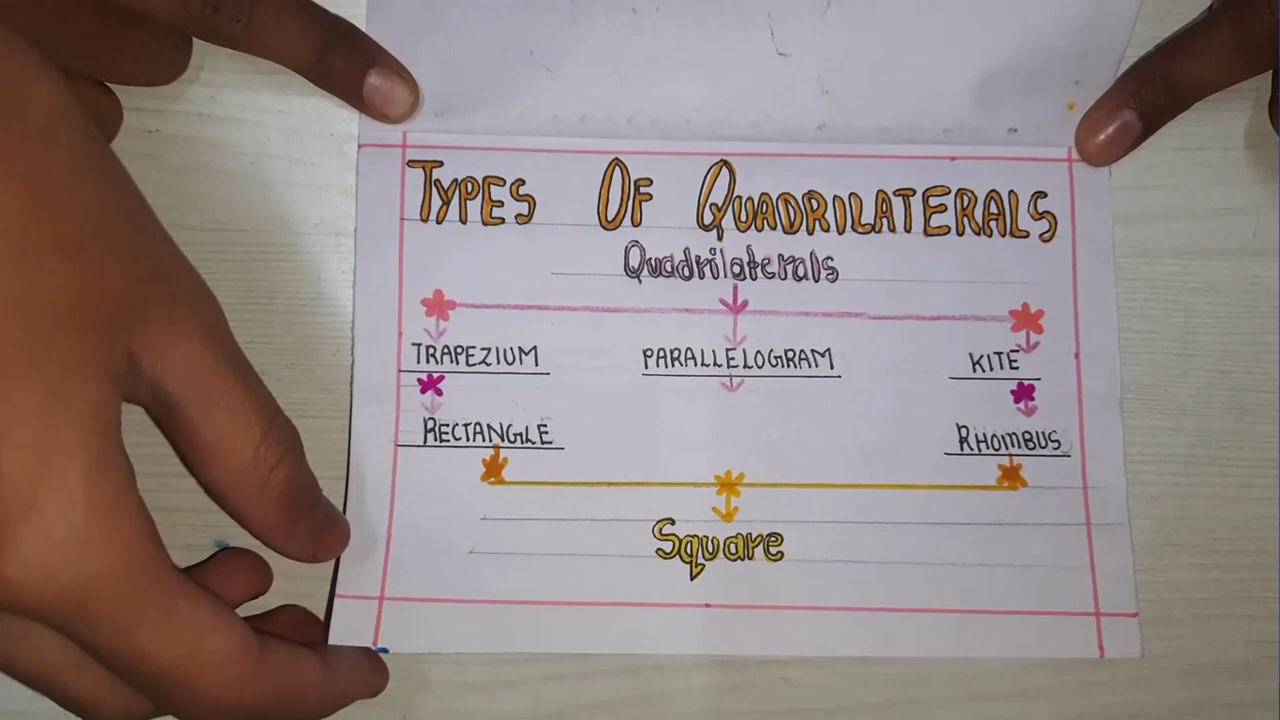 TYPES OF QUADRILATERALS
Quadrilaterals
TRAPEZIUM PARALLELOGRAM KITE
RECTANGLE RHOMBUS
Square